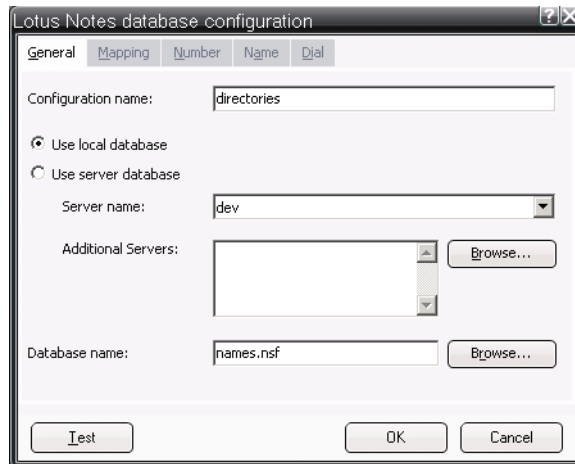 Lotus Notes database configuration
General Mapping Number Name Dial
Configuration name: directories
Use local database
Use server database
Server name: dev
Additional Servers: Browse...
Database name: names.nsf Browse...
Test OK Cancel